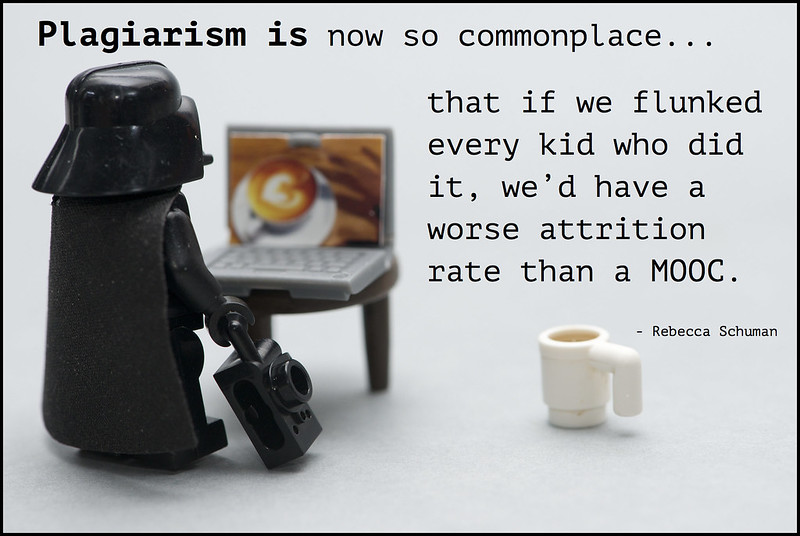 Plagiarism is now so commonplace...
that if we flunked
every kid who did
it, we’d have a
worse attrition
rate than a MOOC.
- Rebecca Schuman